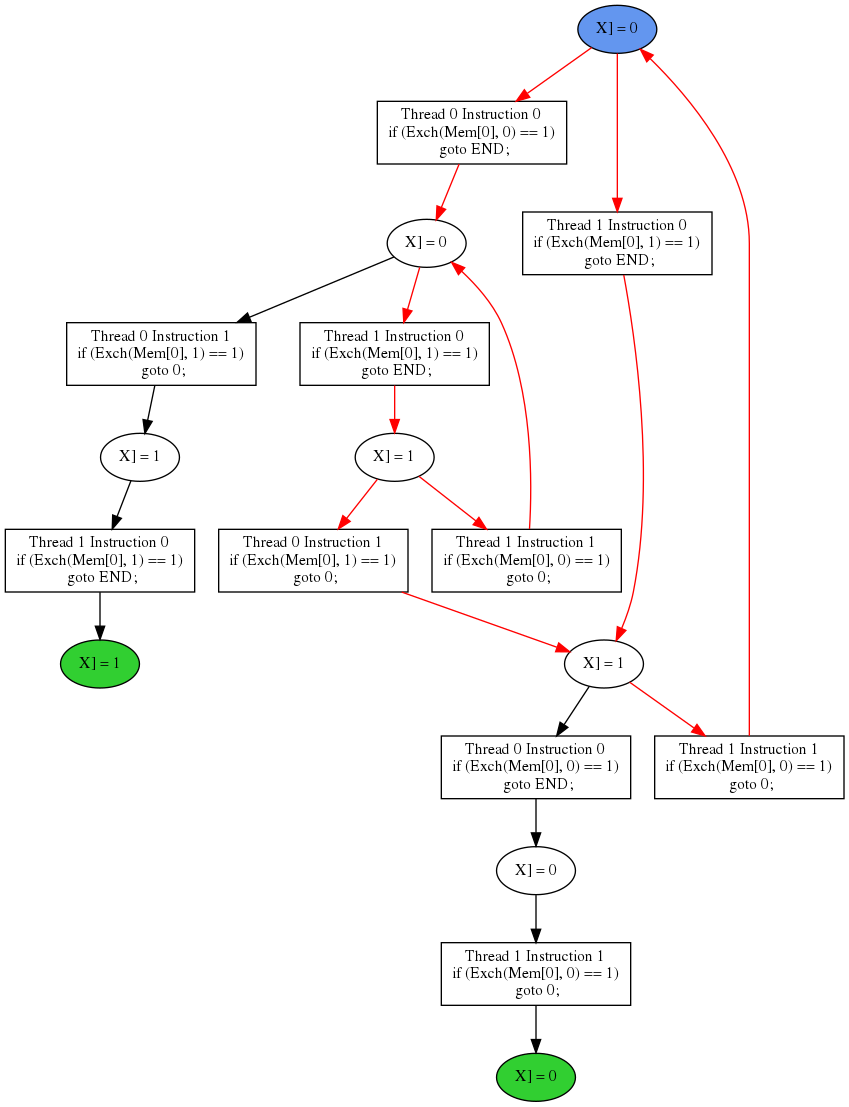 X] = 0
Thread 0 Instruction 0
if (Exch(Mem[0], 0) == 1)
goto END;
Thread 1 Instruction 0
if (Exch(Mem[0], 1) == 1)
goto END;
X] = 0
Thread 0 Instruction 1
if (Exch(Mem[0], 1) == 1)
goto 0;
Thread 1 Instruction 0
if (Exch(Mem[0], 1) == 1)
goto END;
X] = 1
X] = 1
Thread 1 Instruction 0
if (Exch(Mem[0], 1) == 1)
goto END;
Thread 0 Instruction 1
if (Exch(Mem[0], 1) == 1)
goto 0;
Thread 1 Instruction 1
if (Exch(Mem[0], 0) == 1)
goto 0;
X] = 1
X] = 1
Thread 0 Instruction 0
if (Exch(Mem[0], 0) == 1)
goto END;
Thread 1 Instruction 1
if (Exch(Mem[0], 0) == 1)
goto 0;
X] = 0
Thread 1 Instruction 1
if (Exch(Mem[0], 0) == 1)
goto 0;
X] = 0